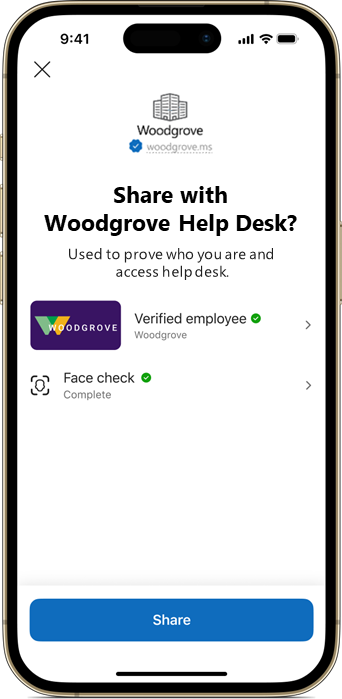 9:41
Woodgrove
woodgrove.ms
Share with
Woodgrove Help Desk?
Used to prove who you are and
access help desk.
WOODGROVE
Verified employee
Woodgrove
Face check
Complete
Share